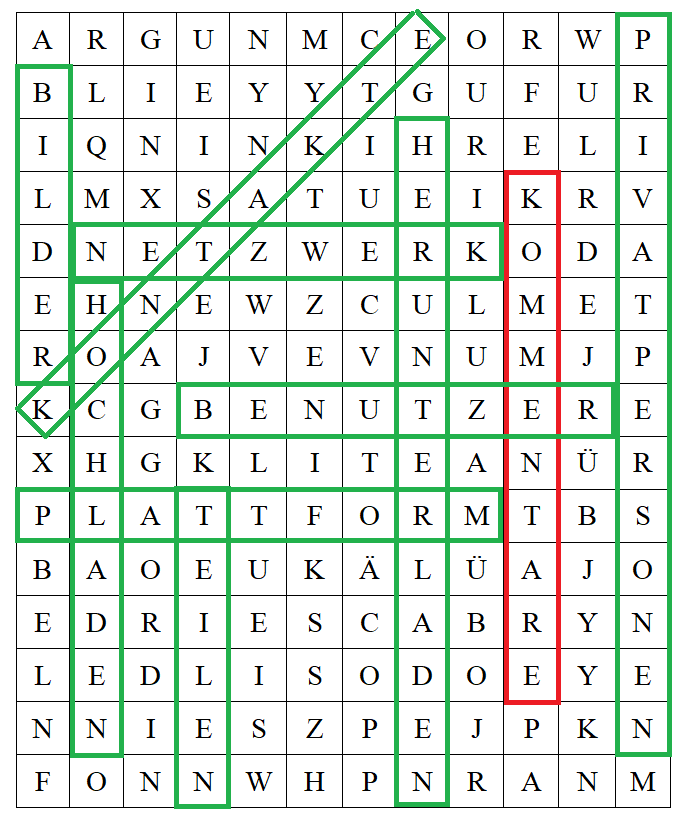 A R G U N M C E O R W P
B L I E Y Y T G U F U R
I Q N I N K I H R E L I
L M X S A T U E I K R V
D N E T Z W E R K O D A
E H N E W Z C U L M E T
R O A J V E V N U M J P
K C G B E N U T Z E R E
X H G K L I T E A N Ü R
P L A T T F O R M T B S
B A O E U K Ä L Ü A J O
E D R I E S C A B R Y N
L E D L I S O D O E Y E
N N I E S Z P E J P K N
F O N N W H P N R A N M